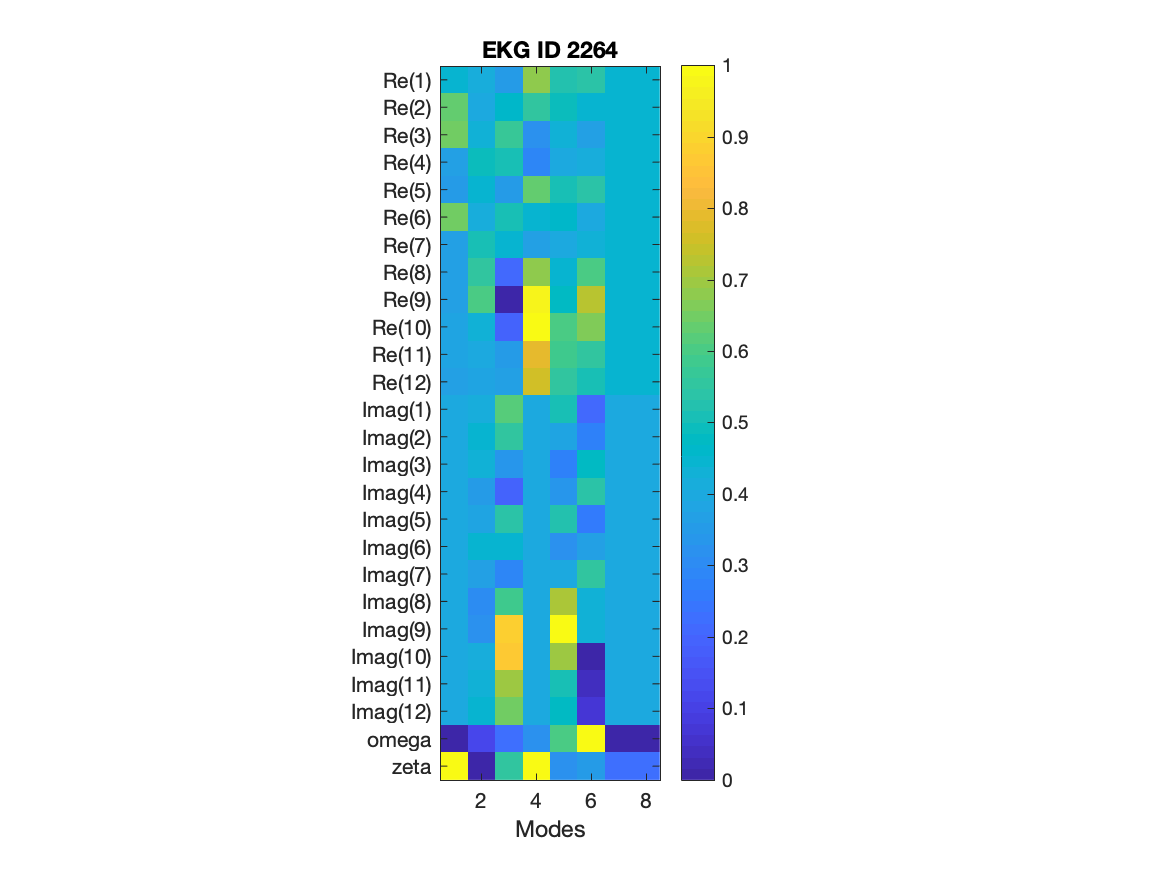 EKG ID 2264
Re(1)
Re(2)
Re(3)
Re(4)
Re(5)
Re(6)
Re(7)
Re(8)
Re(9)
Re(10)
Re(11)
Re(12)
Imag(1)
Imag(2)
Imag(3)
Imag(4)
Imag(5)
Imag(6)
Imag(7)
Imag(8)
Imag(9)
Imag(10)
Imag(11)
Imag(12)
omega
zeta
2 4 6 8
Modes
1
0.9
0.8
0.7
0.6
0.5
0.4
0.3
0.2
0.1
0